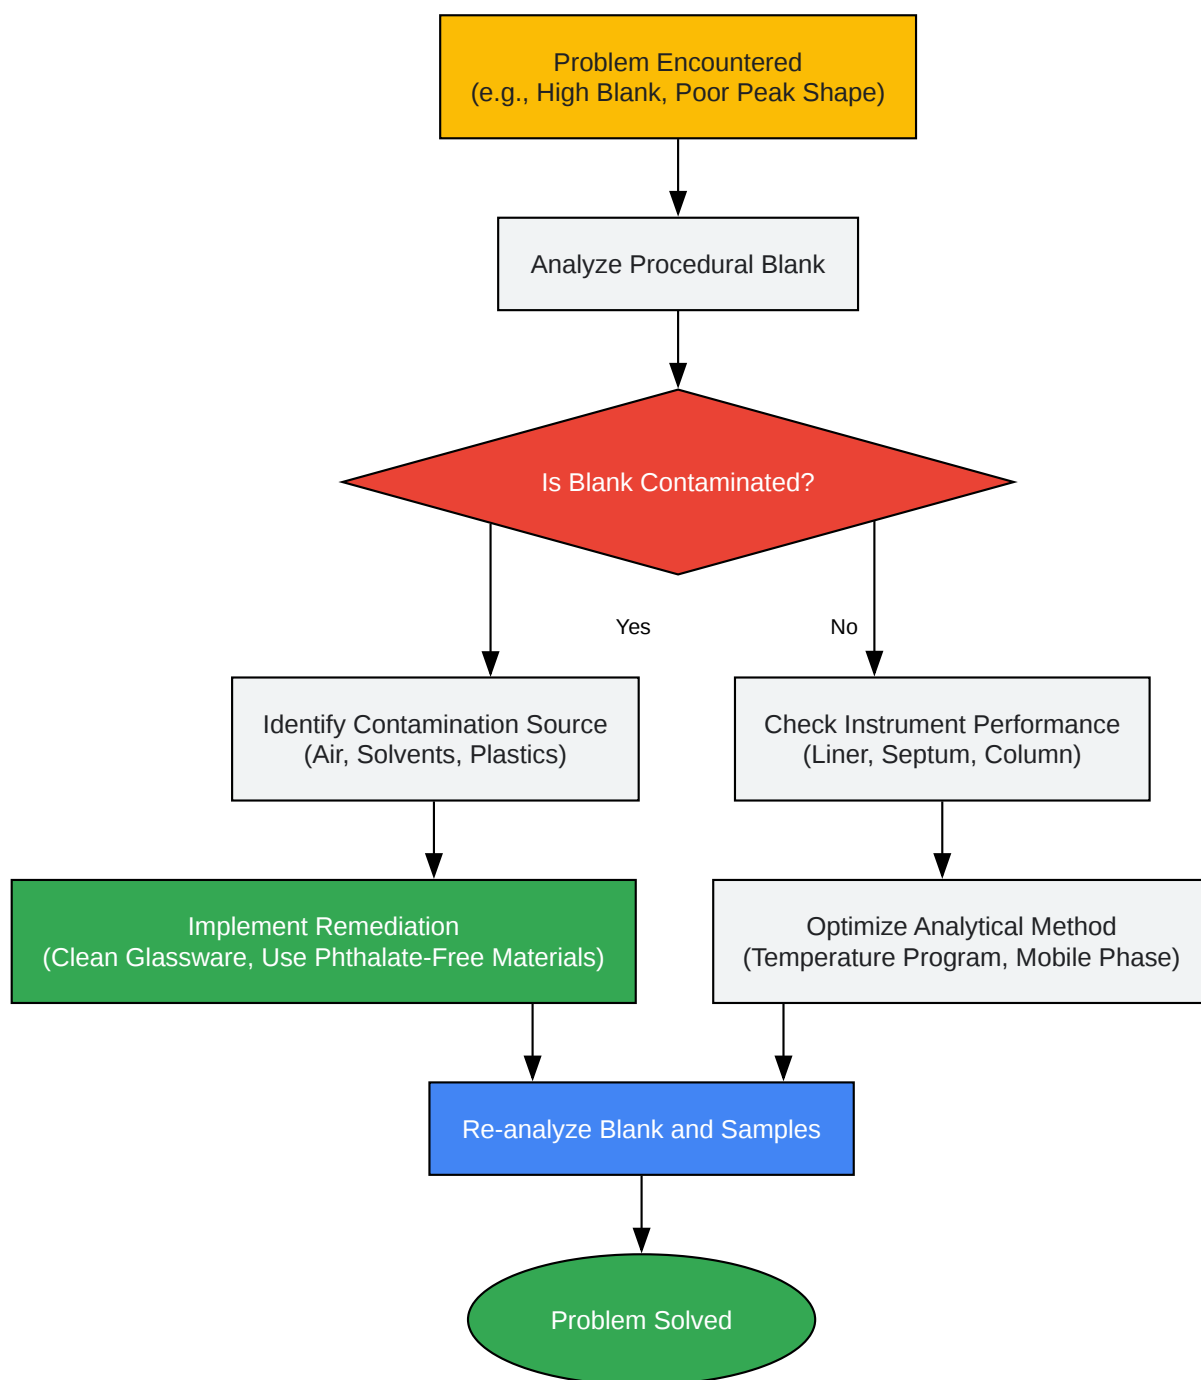 Problem Encountered
(e.g., High Blank, Poor Peak Shape)
Analyze Procedural Blank
Is Blank Contaminated?
Yes
No
Identify Contamination Source
(Air, Solvents, Plastics)
Check Instrument Performance
(Liner, Septum, Column)
Implement Remediation
(Clean Glassware, Use Phthalate-Free Materials)
Optimize Analytical Method
(Temperature Program, Mobile Phase)
Re-analyze Blank and Samples
Problem Solved